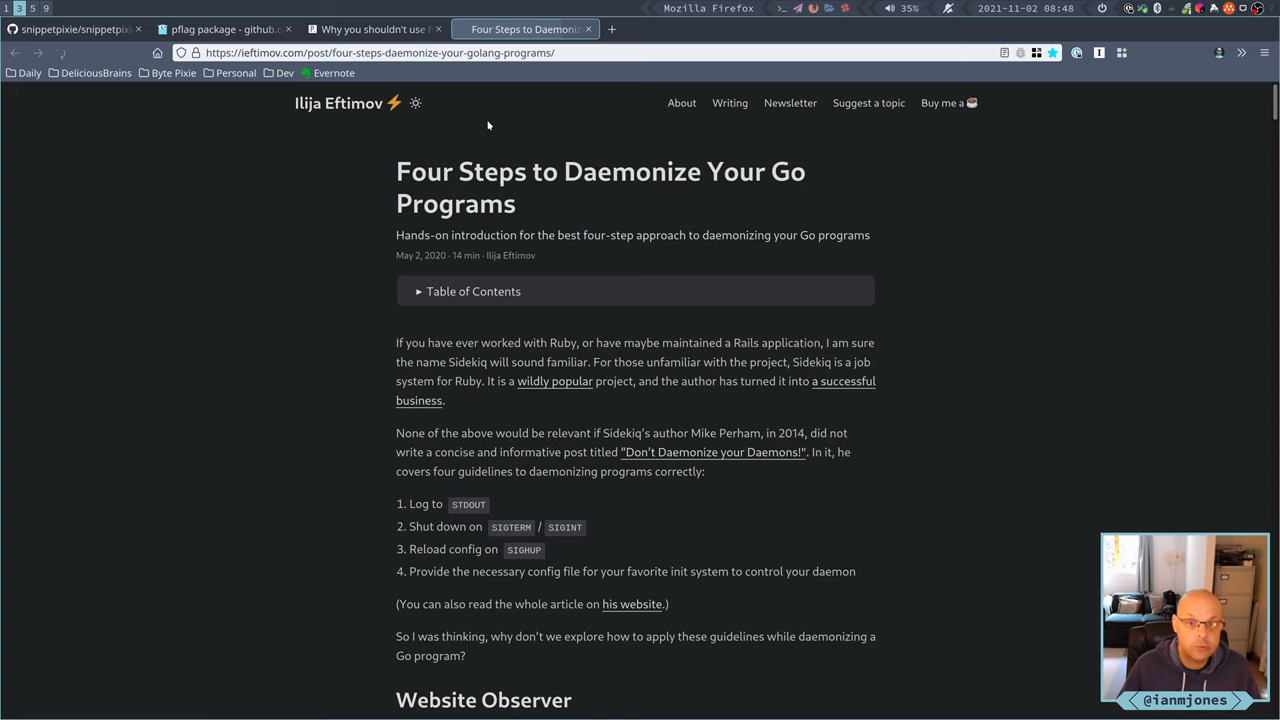 1 3 5 9
Mozilla Firefox
35%
2021-11-02 08:48
snippetpixie/snippetpixi
pflag package - github.c
Why you shouldn't use f
Four Steps to Daemoniz
https://ieftimov.com/post/four-steps-daemonize-your-golang-programs/
Daily
DeliciousBrains
Byte Pixie
Personal
Dev
Evernote
Ilija Eftimov ⚡
About
Writing
Newsletter
Suggest a topic
Buy me a ☕
Four Steps to Daemonize Your Go
Programs
Hands-on introduction for the best four-step approach to daemonizing your Go programs
May 2, 2020 · 14 min · Ilija Eftimov
▸ Table of Contents
If you have ever worked with Ruby, or have maybe maintained a Rails application, I am sure
the name Sidekiq will sound familiar. For those unfamiliar with the project, Sidekiq is a job
system for Ruby. It is a wildly popular project, and the author has turned it into a successful
business.
None of the above would be relevant if Sidekiq's author Mike Perham, in 2014, did not
write a concise and informative post titled "Don't Daemonize your Daemons!". In it, he
covers four guidelines to daemonizing programs correctly:
1. Log to STDOUT
2. Shut down on SIGTERM / SIGINT
3. Reload config on SIGHUP
4. Provide the necessary config file for your favorite init system to control your daemon
(You can also read the whole article on his website.)
So I was thinking, why don't we explore how to apply these guidelines while daemonizing a
Go program?
Website Observer
@ianmjones